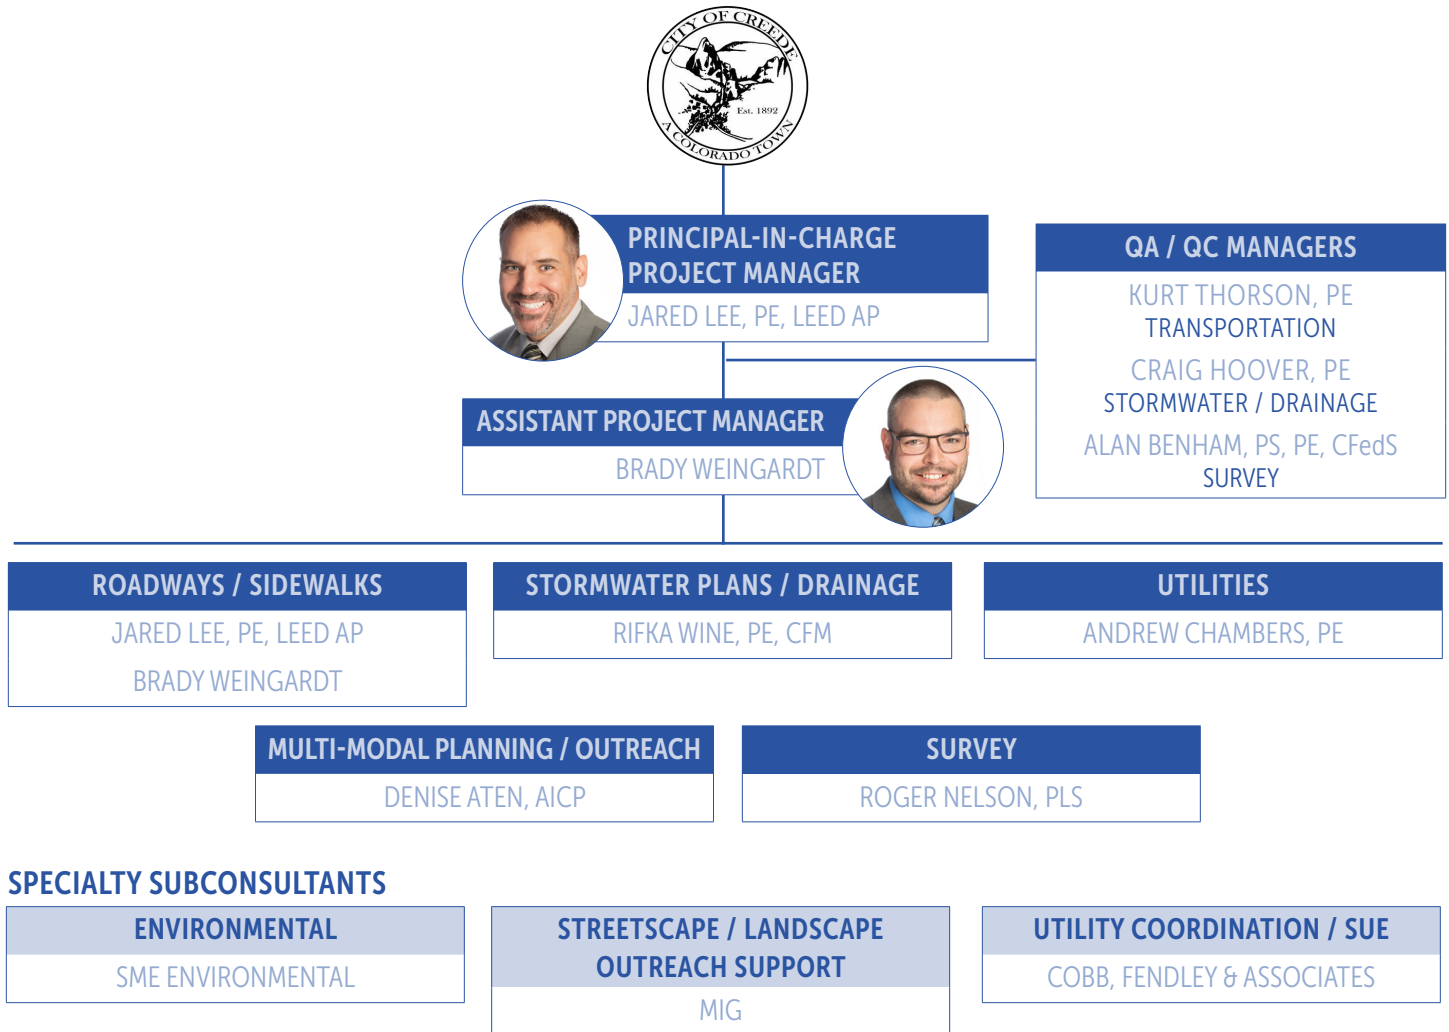 CITY OF CREEDE
Est. 1892
A COLORADO TOWN
PRINCIPAL-IN-CHARGE
PROJECT MANAGER
JARED LEE, PE, LEED AP
QA / QC MANAGERS
KURT THORSON, PE
TRANSPORTATION
CRAIG HOOVER, PE
STORMWATER / DRAINAGE
ALAN BENHAM, PS, PE, CFedS
SURVEY
ASSISTANT PROJECT MANAGER
BRADY WEINGARDT
ROADWAYS / SIDEWALKS
JARED LEE, PE, LEED AP
BRADY WEINGARDT
STORMWATER PLANS / DRAINAGE
RIFKA WINE, PE, CFM
UTILITIES
ANDREW CHAMBERS, PE
MULTI-MODAL PLANNING / OUTREACH
DENISE ATEN, AICP
SURVEY
ROGER NELSON, PLS
SPECIALTY SUBCONSULTANTS
ENVIRONMENTAL
SME ENVIRONMENTAL
STREETSCAPE / LANDSCAPE
OUTREACH SUPPORT
MIG
UTILITY COORDINATION / SUE
COBB, FENDLEY & ASSOCIATES